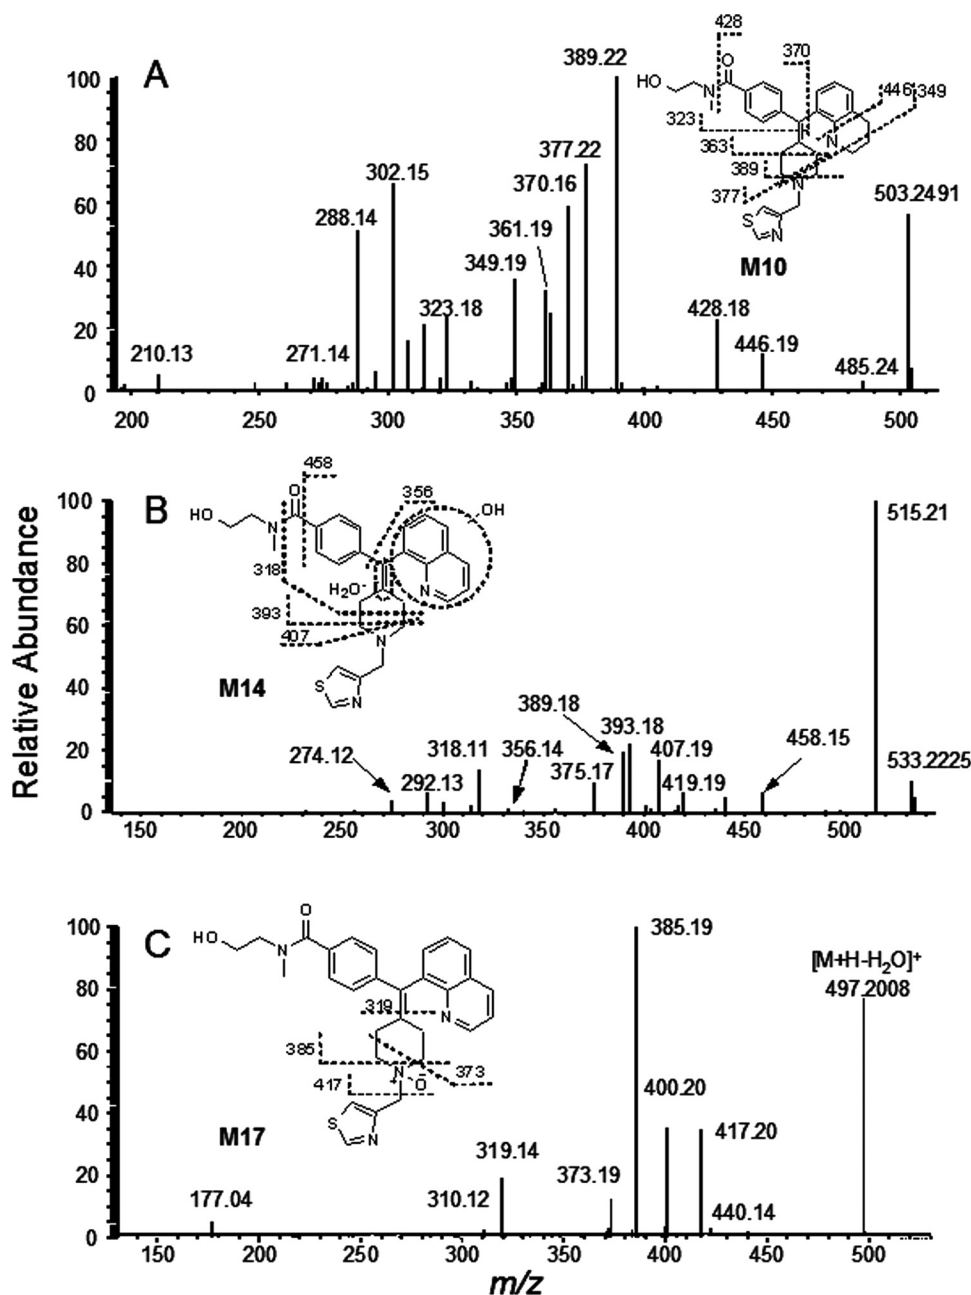 A
428
389.22
370
O
HO
N
446
349
323
N
363
389
377
N
S
N
M10
503.2491
377.22
302.15
370.16
288.14
361.19
349.19
323.18
428.18
446.19
271.14
210.13
485.24
100
80
60
40
20
0
200
250
300
350
400
450
500
Relative Abundance
B
458
O
356
OH
HO
N
318
H₂O-
N
393
407
N
S
N
M14
515.21
389.18
393.18
458.15
274.12
318.11
356.14
407.19
533.2225
292.13
375.17
419.19
100
80
60
40
20
0
140
150
200
250
300
350
400
450
500
C
O
HO
N
319
N
385
373
N
O
-
+
417
S
N
M17
385.19
[M+H-H₂O]⁺
497.2008
400.20
417.20
319.14
373.19
177.04
310.12
440.14
100
80
60
40
20
0
150
200
250
300
350
400
450
500
m/z